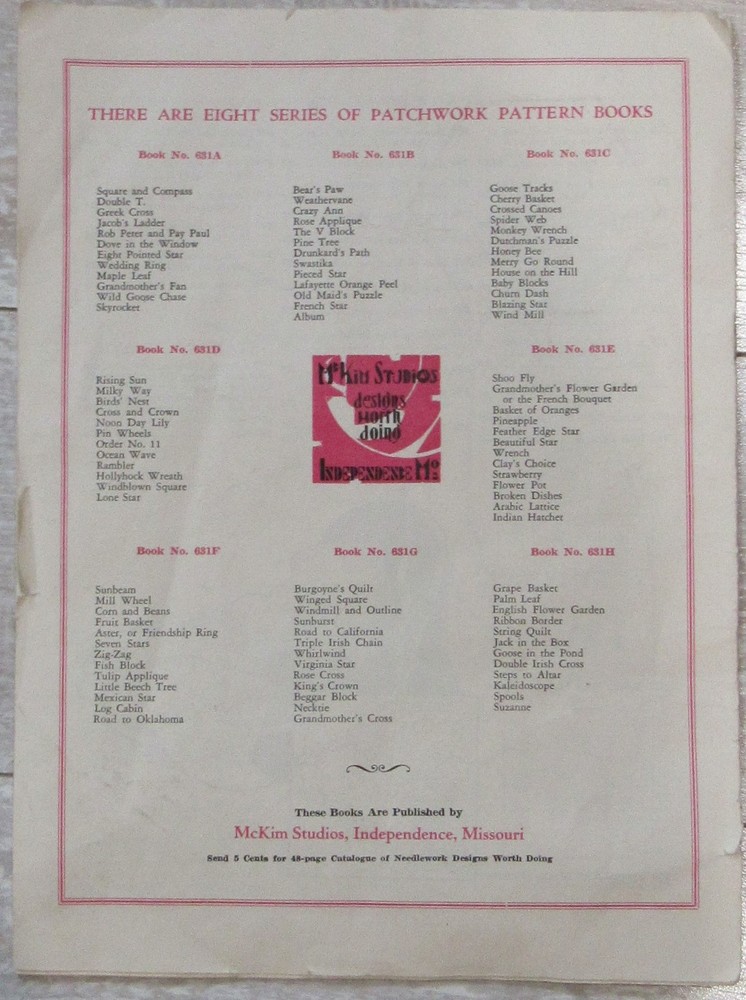 THERE ARE EIGHT SERIES OF PATCHWORK PATTERN BOOKS
Book No. 631A
Square and Compass
Double T.
Greek Cross
Jacob's Ladder
Rob Peter and Pay Paul
Dove in the Window
Eight Pointed Star
Wedding Ring
Maple Leaf
Grandmother's Fan
Wild Goose Chase
Skyrocket
Book No. 631B
Bear's Paw
Weathervane
Crazy Ann
Rose Applique
The V Block
Pine Tree
Drunkard's Path
Swastika
Pieced Star
Lafayette Orange Peel
Old Maid's Puzzle
French Star
Album
Book No. 631C
Goose Tracks
Cherry Basket
Crossed Canoes
Spider Web
Monkey Wrench
Dutchman's Puzzle
Honey Bee
Merry Go Round
House on the Hill
Baby Blocks
Churn Dash
Blazing Star
Wind Mill
Book No. 631D
Rising Sun
Milky Way
Birds' Nest
Cross and Crown
Noon Day Lily
Pin Wheels
Order No. 11
Ocean Wave
Rambler
Hollyhock Wreath
Windblown Square
Lone Star
McKim Studios
designs
worth
doing
Independence Mo
Book No. 631E
Shoo Fly
Grandmother's Flower Garden
or the French Bouquet
Basket of Oranges
Pineapple
Feather Edge Star
Beautiful Star
Wrench
Clay's Choice
Strawberry
Flower Pot
Broken Dishes
Arabic Lattice
Indian Hatchet
Book No. 631F
Sunbeam
Mill Wheel
Corn and Beans
Fruit Basket
Aster, or Friendship Ring
Seven Stars
Zig-Zag
Fish Block
Tulip Applique
Little Beech Tree
Mexican Star
Log Cabin
Road to Oklahoma
Book No. 631G
Burgoyne's Quilt
Winged Square
Windmill and Outline
Sunburst
Road to California
Triple Irish Chain
Whirlwind
Virginia Star
Rose Cross
King's Crown
Beggar Block
Necktie
Grandmother's Cross
Book No. 631H
Grape Basket
Palm Leaf
English Flower Garden
Ribbon Border
String Quilt
Jack in the Box
Goose in the Pond
Double Irish Cross
Steps to Altar
Kaleidoscope
Spools
Suzanne
These Books Are Published by
McKim Studios, Independence, Missouri
Send 5 Cents for 48-page Catalogue of Needlework Designs Worth Doing